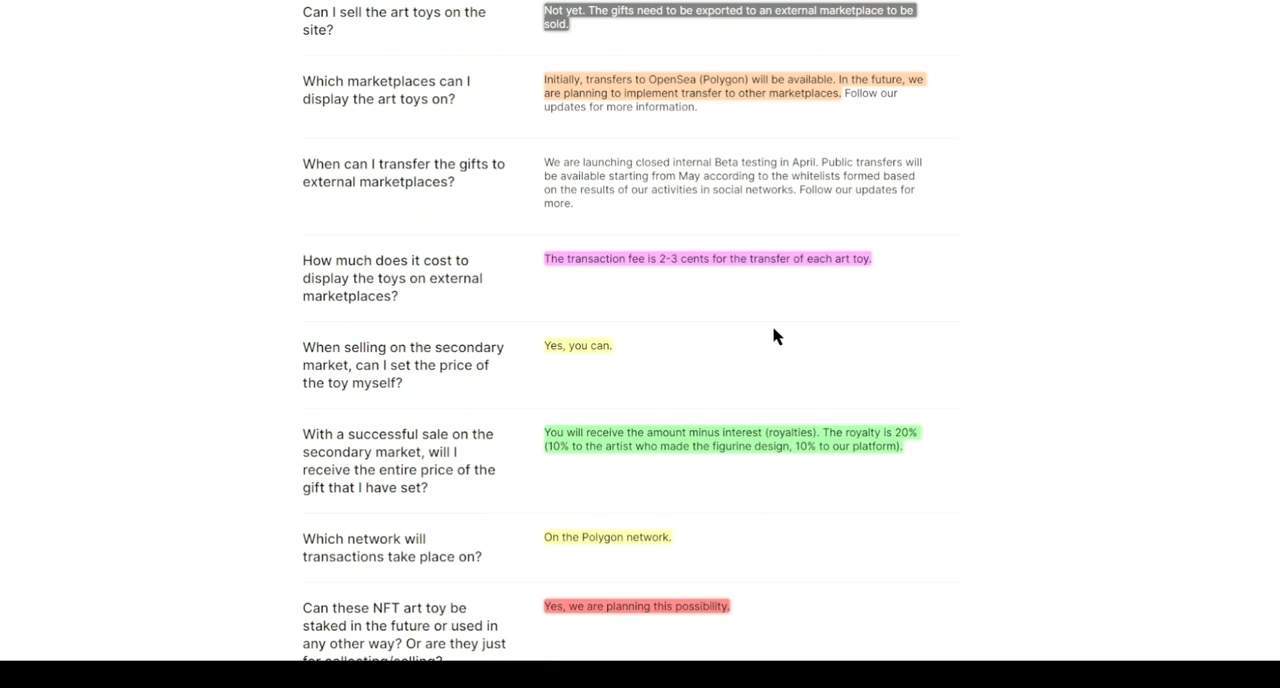 Can I sell the art toys on the
site?
Not yet. The gifts need to be exported to an external marketplace to be
sold.
Which marketplaces can I
display the art toys on?
Initially, transfers to OpenSea (Polygon) will be available. In the future, we
are planning to implement transfer to other marketplaces. Follow our
updates for more information.
When can I transfer the gifts to
external marketplaces?
We are launching closed internal Beta testing in April. Public transfers will
be available starting from May according to the whitelists formed based
on the results of our activities in social networks. Follow our updates for
more.
How much does it cost to
display the toys on external
marketplaces?
The transaction fee is 2-3 cents for the transfer of each art toy.
When selling on the secondary
market, can I set the price of
the toy myself?
Yes, you can.
With a successful sale on the
secondary market, will I
receive the entire price of the
gift that I have set?
You will receive the amount minus interest (royalties). The royalty is 20%
(10% to the artist who made the figurine design, 10% to our platform).
Which network will
transactions take place on?
On the Polygon network.
Can these NFT art toy be
staked in the future or used in
any other way? Or are they just
for collecting/selling?
Yes, we are planning this possibility.